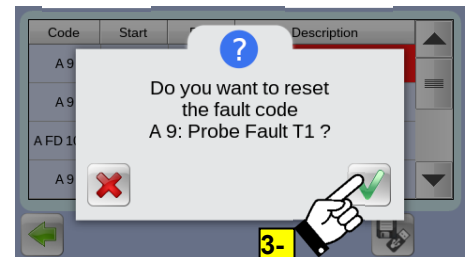 Code Start Description
?
A 9
Do you want to reset
A 9
the fault code
A 9: Probe Fault T1 ?
A FD 10
A 9
3-